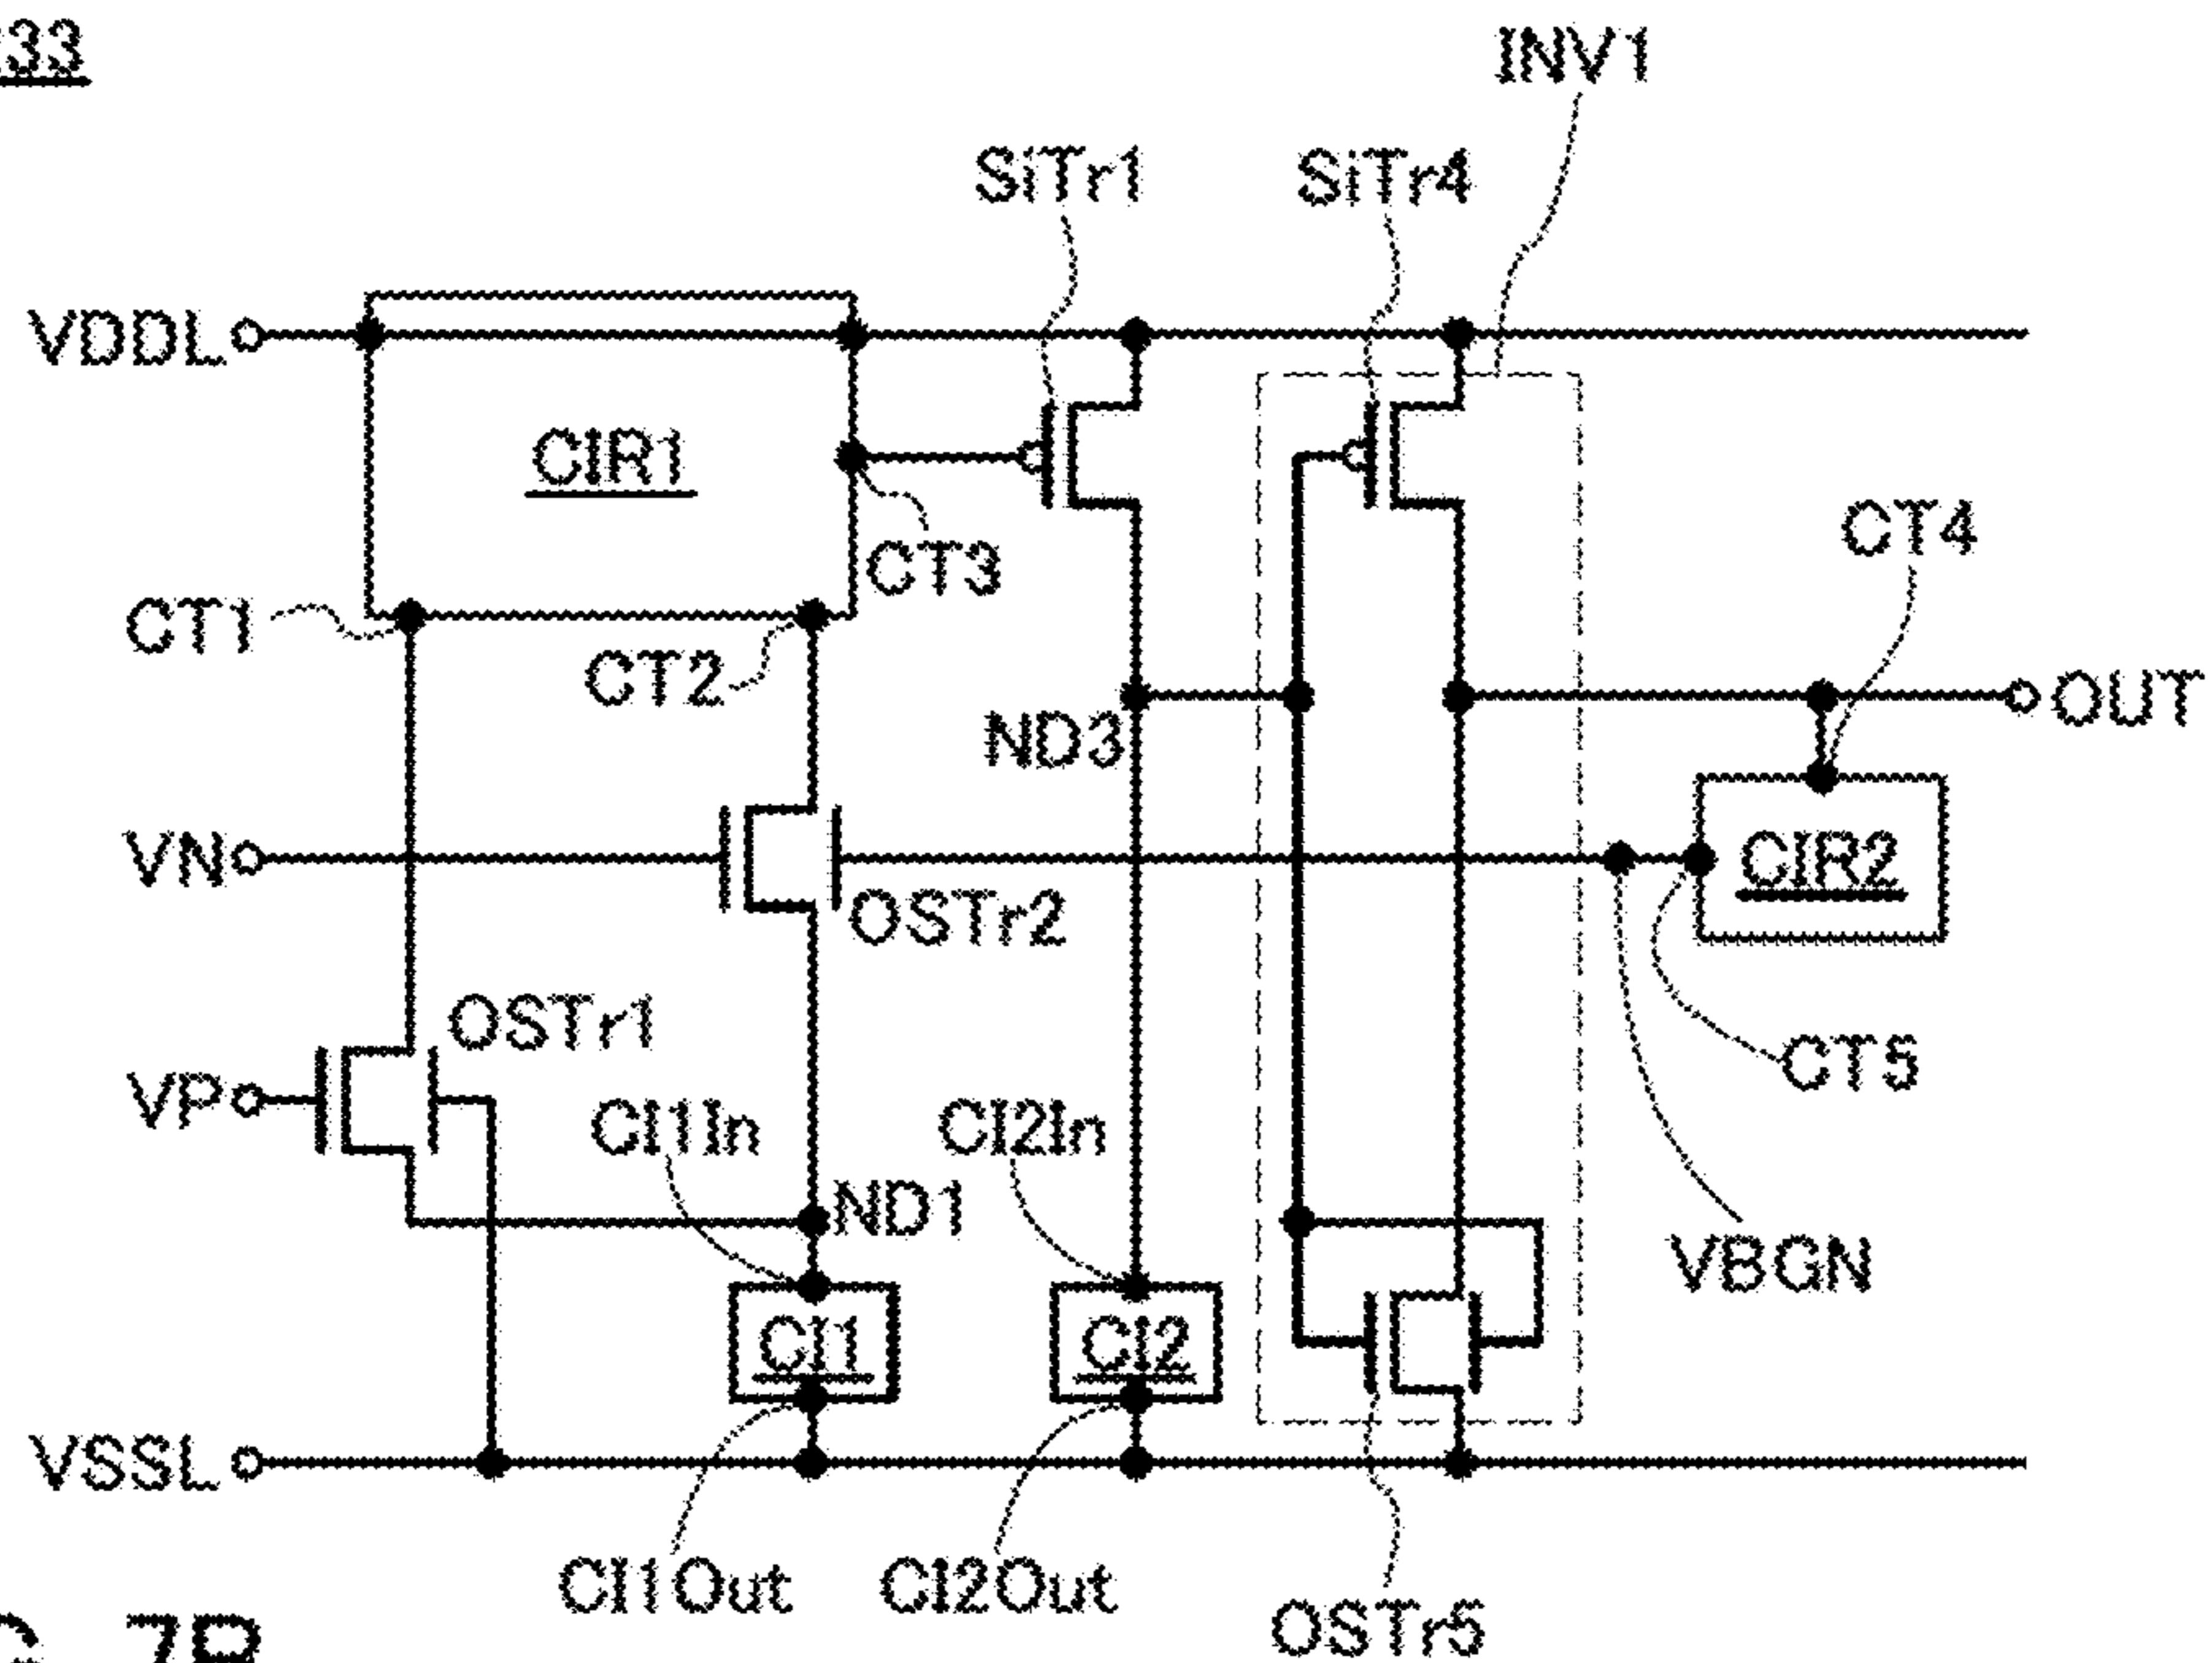 33
INV1
SiTr1
SiTr4
VDDL
CIR1
CT3
CT4
CT1
CT2
OUT
ND3
VN
CIR2
OSTr2
OSTr1
CT5
VP
CI1In
CI2In
ND1
VBGN
CI1
CI2
VSSL
CI1Out
CI2Out
OSTr5